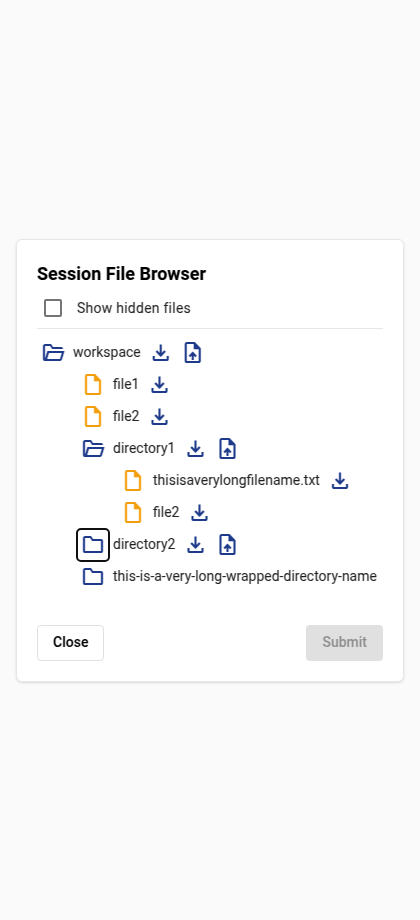 Session File Browser
Show hidden files
workspace
file1
file2
directory1
thisisaverylongfilename.txt
file2
directory2
this-is-a-very-long-wrapped-directory-name
Close
Submit